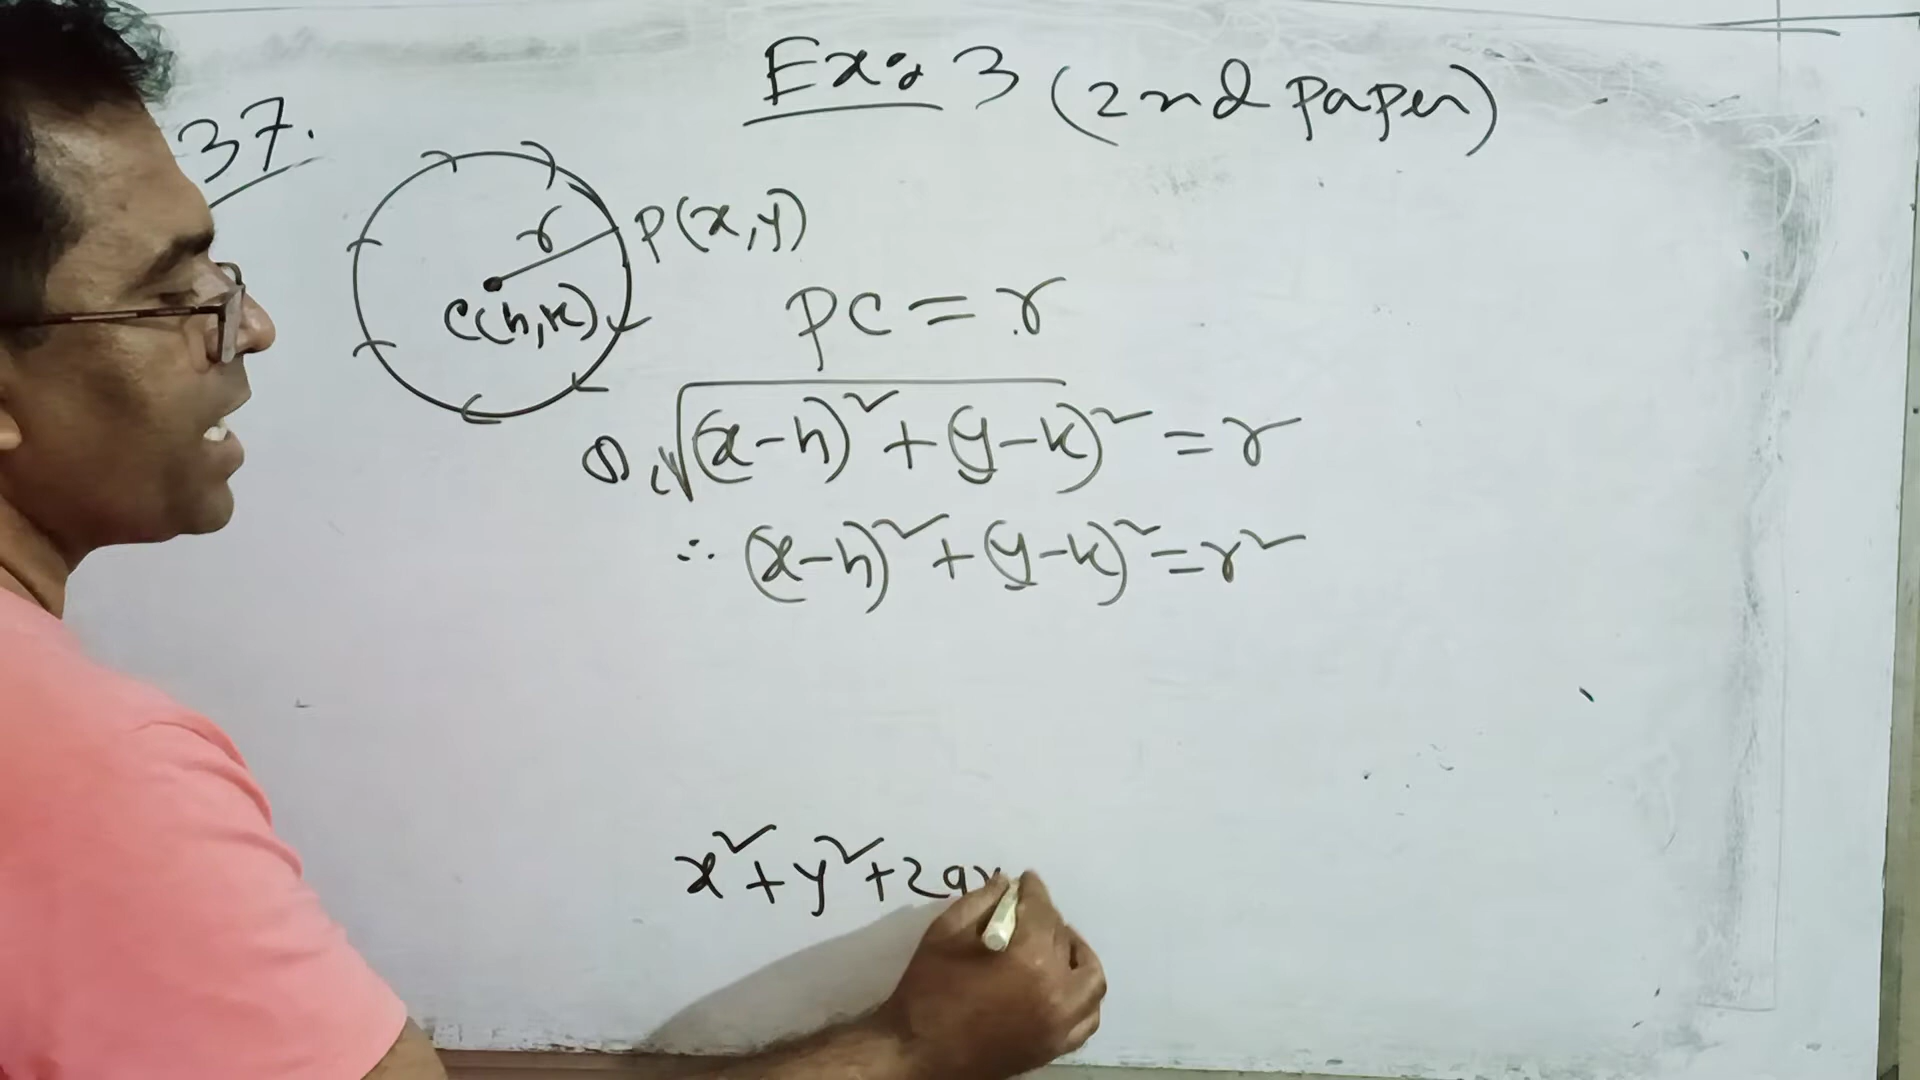 Ex: 3 (2nd paper)
37.
r
P(x,y)
C(h,k)
PC = r
বা, √(x-h)² + (y-k)² = r
∴ (x-h)² + (y-k)² = r²
x² + y² + 2gx